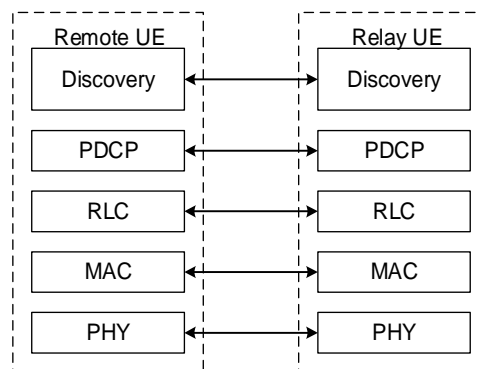 Remote UE
Relay UE
Discovery
Discovery
PDCP
PDCP
RLC
RLC
MAC
MAC
PHY
PHY